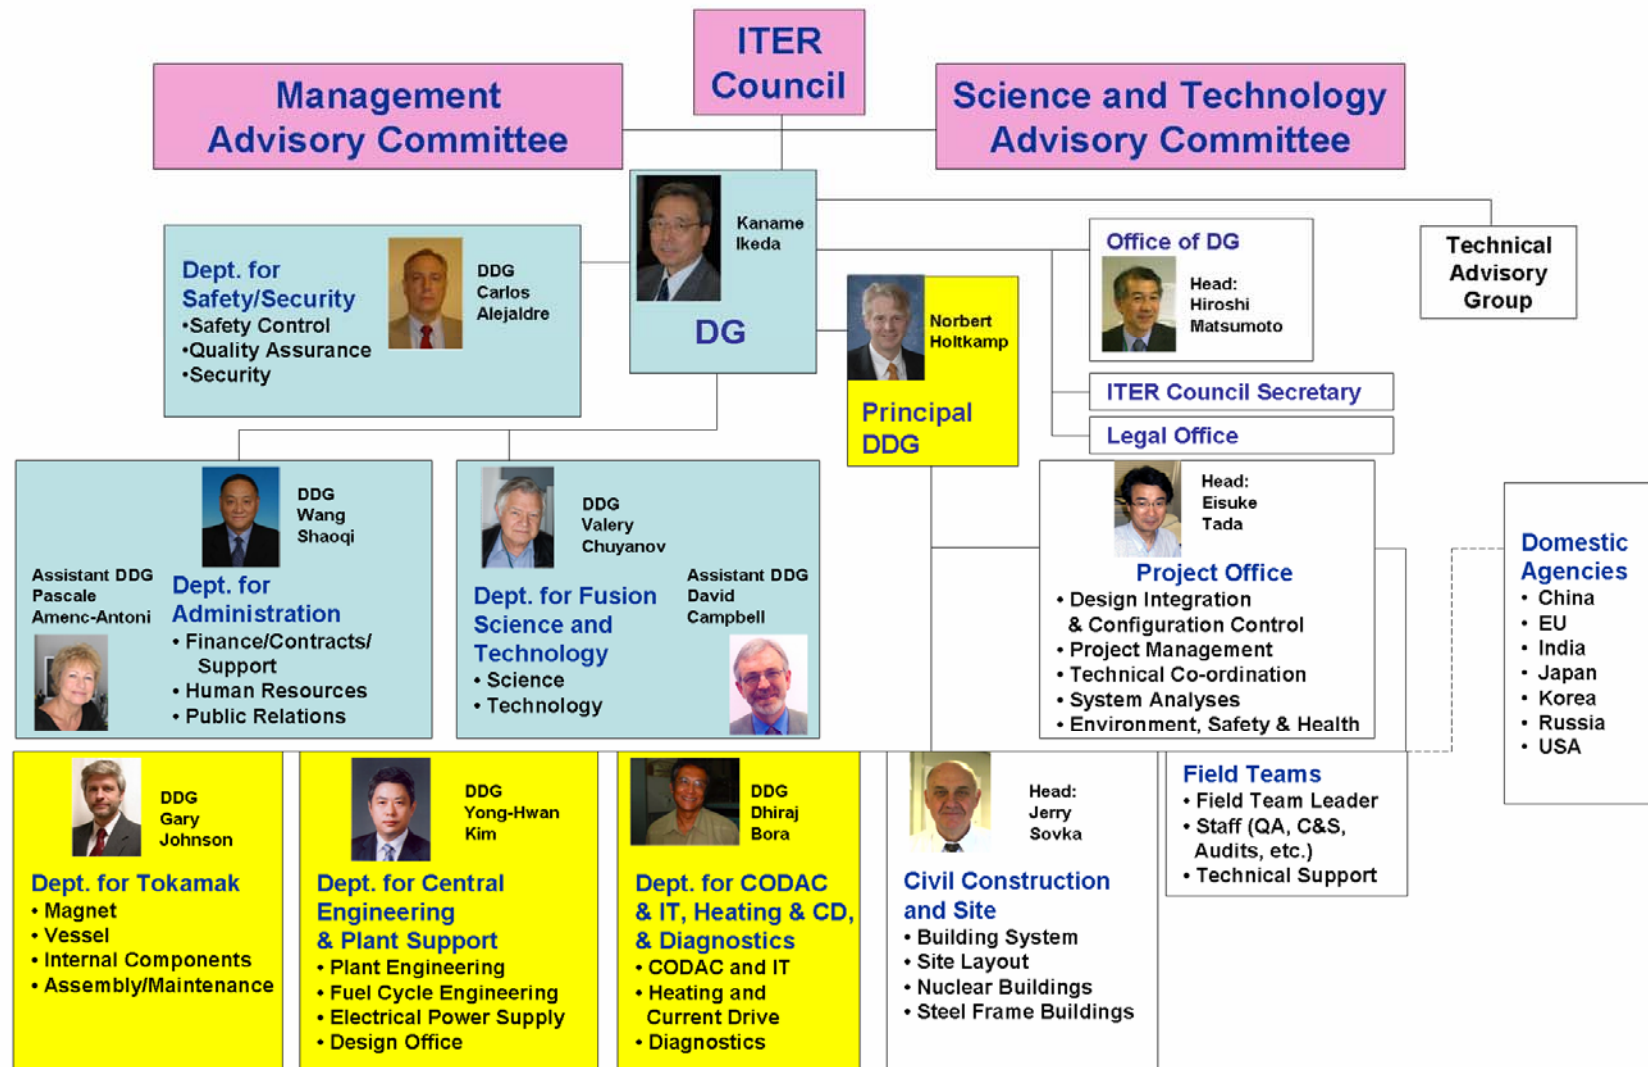 ITER
Council
Management
Advisory Committee
Science and Technology
Advisory Committee
Kaname
Ikeda
DG
Dept. for
Safety/Security
•Safety Control
•Quality Assurance
•Security
DDG
Carlos
Alejaldre
Norbert
Holtkamp
Principal
DDG
Office of DG
Head:
Hiroshi
Matsumoto
Technical
Advisory
Group
ITER Council Secretary
Legal Office
DDG
Wang
Shaoqi
Assistant DDG
Pascale
Amenc-Antoni
Dept. for
Administration
• Finance/Contracts/
Support
• Human Resources
• Public Relations
DDG
Valery
Chuyanov
Dept. for Fusion
Science and
Technology
• Science
• Technology
Assistant DDG
David
Campbell
Head:
Eisuke
Tada
Project Office
• Design Integration
& Configuration Control
• Project Management
• Technical Co-ordination
• System Analyses
• Environment, Safety & Health
Domestic
Agencies
• China
• EU
• India
• Japan
• Korea
• Russia
• USA
DDG
Gary
Johnson
Dept. for Tokamak
• Magnet
• Vessel
• Internal Components
• Assembly/Maintenance
DDG
Yong-Hwan
Kim
Dept. for Central
Engineering
& Plant Support
• Plant Engineering
• Fuel Cycle Engineering
• Electrical Power Supply
• Design Office
DDG
Dhiraj
Bora
Dept. for CODAC
& IT, Heating & CD,
& Diagnostics
• CODAC and IT
• Heating and
Current Drive
• Diagnostics
Head:
Jerry
Sovka
Civil Construction
and Site
• Building System
• Site Layout
• Nuclear Buildings
• Steel Frame Buildings
Field Teams
• Field Team Leader
• Staff (QA, C&S,
Audits, etc.)
• Technical Support